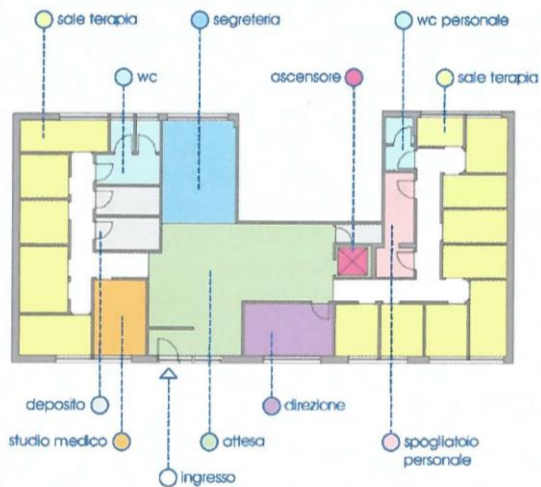 sale terapia
segreteria
wc personale
wc
ascensore
sale terapia
deposito
direzione
studio medico
attesa
spogliatoio
personale
ingresso